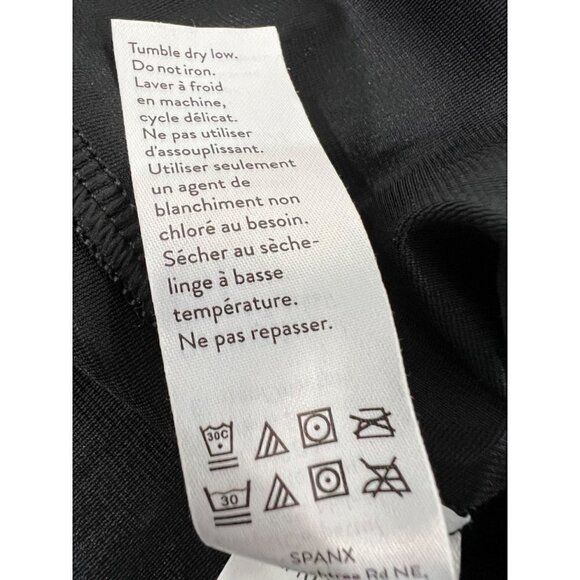 Tumble dry low.
Do not iron.
Laver à froid
en machine,
cycle délicat.
Ne pas utiliser
d'assouplissant.
Utiliser seulement
un agent de
blanchiment non
chloré au besoin.
Sécher au sèche-
linge à basse
température.
Ne pas repasser.
30C
30
SPANX
Rd NE,